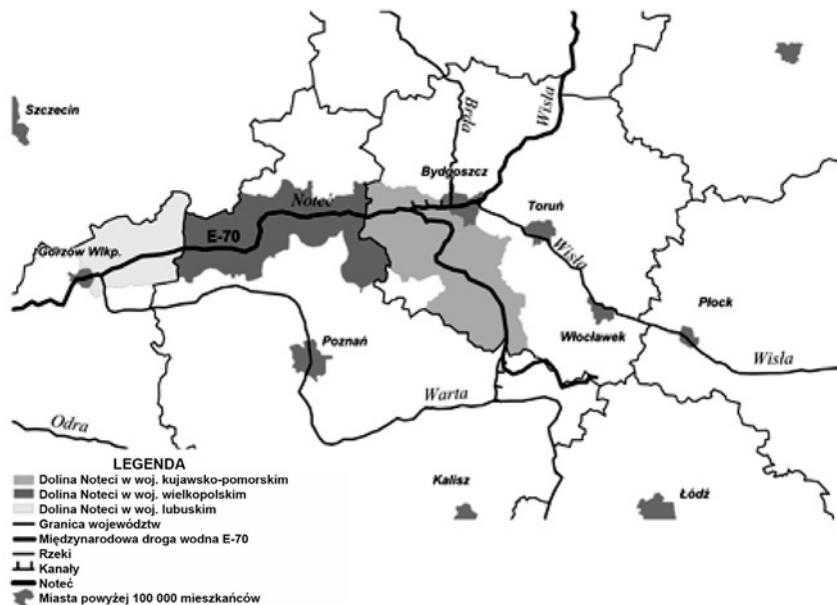 Szczecin
Brda
Wisła
Bydgoszcz
Noteć
Toruń
E-70
Gorzów Wlkp.
Wisła
Płock
Włocławek
Poznań
Wisła
Warta
Odra
Kalisz
Łódź
LEGENDA
Dolina Noteci w woj. kujawsko-pomorskim
Dolina Noteci w woj. wielkopolskim
Dolina Noteci w woj. lubuskim
Granica województw
Międzynarodowa droga wodna E-70
Rzeki
Kanały
Noteć
Miasta powyżej 100 000 mieszkańców